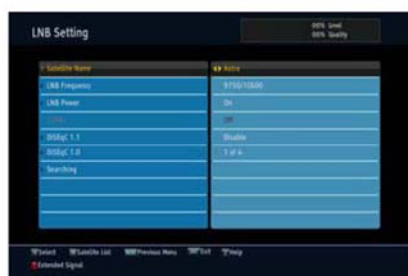 LNB Setting
00% Level
00% Quality
Satellite Name
Astra
LNB Frequency
9750/10600
LNB Power
On
22KHz
Off
DiSEqC 1.1
Disable
DiSEqC 1.0
1 of 4
Searching
Select Satellite List Previous Menu Exit Help
Extended Signal